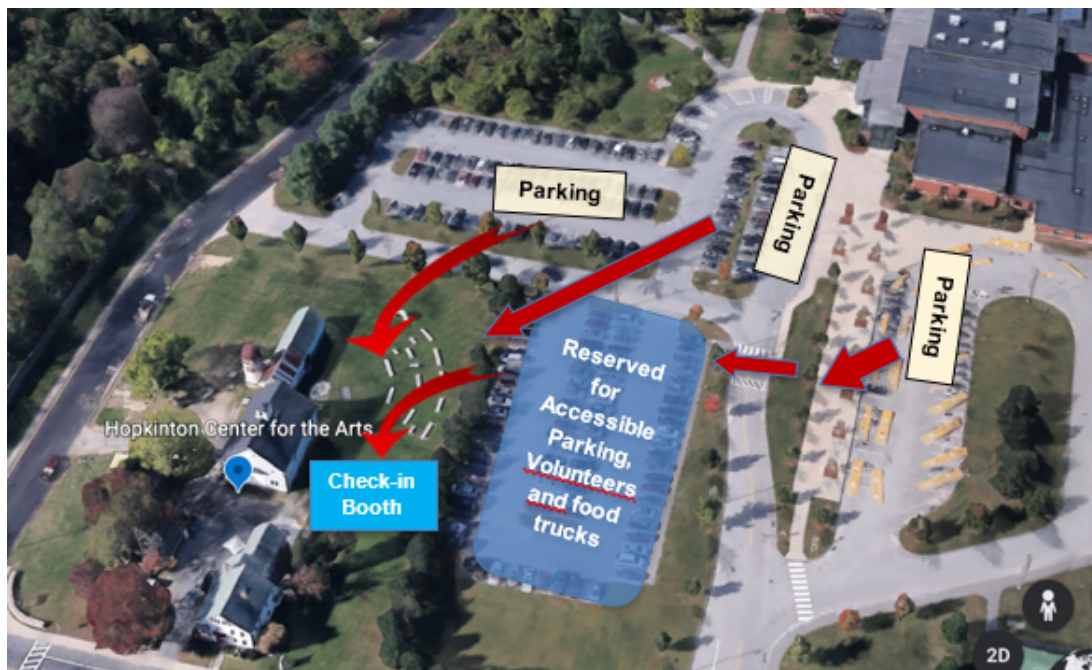 Parking
Parking
Parking
Reserved
for
Accessible
Parking,
Volunteers
and food
trucks
Hopkinton Center for the Arts
Check-in
Booth
2D